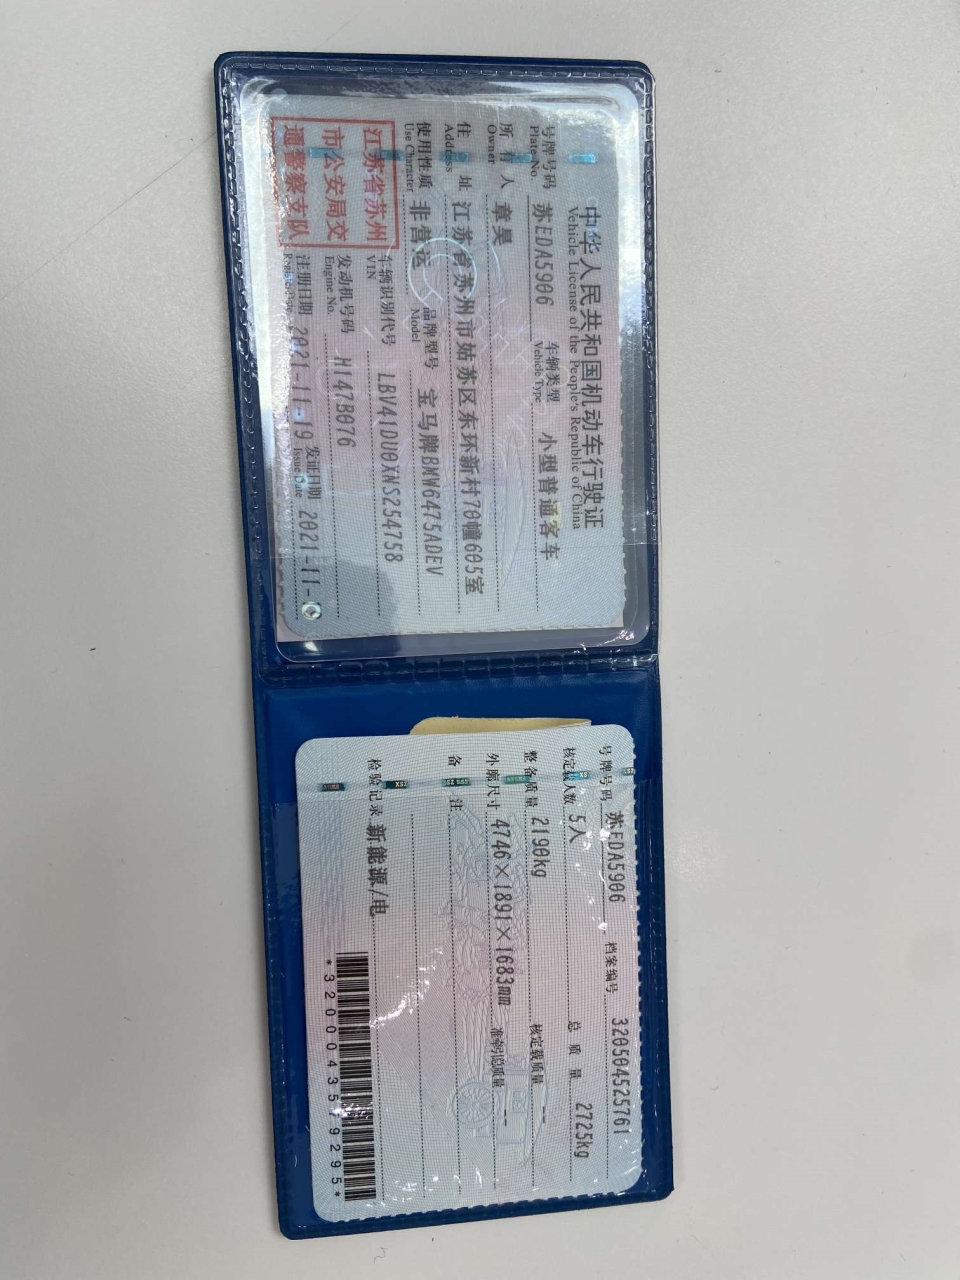 中华人民共和国机动车行驶证
Vehicle License of the People's Republic of China
号牌号码 苏EDA5906 车辆类型 小型普通客车
Plate No. Vehicle Type
所有人 章昊
Owner
住址 江苏省苏州市姑苏区东环新村70幢605室
Address
使用性质 非营运 品牌型号 宝马牌BMW6475ADEV
Use Character Model
江苏省苏州
市公安局交
通警察支队
车辆识别代号 LBV41DU0XNS254758
VIN
发动机号码 H147B076
Engine No.
注册日期 2021-11-19 发证日期 2021-11-
Issue Date
号牌号码 苏EDA5906 档案编号 320504525761
核定载人数 5人 总质量 2725kg
整备质量 2190kg 核定载质量 --
外廓尺寸 4746×1891×1683mm 准牵引总质量 --
备注
检验记录 新能源/电
*3200043579295*